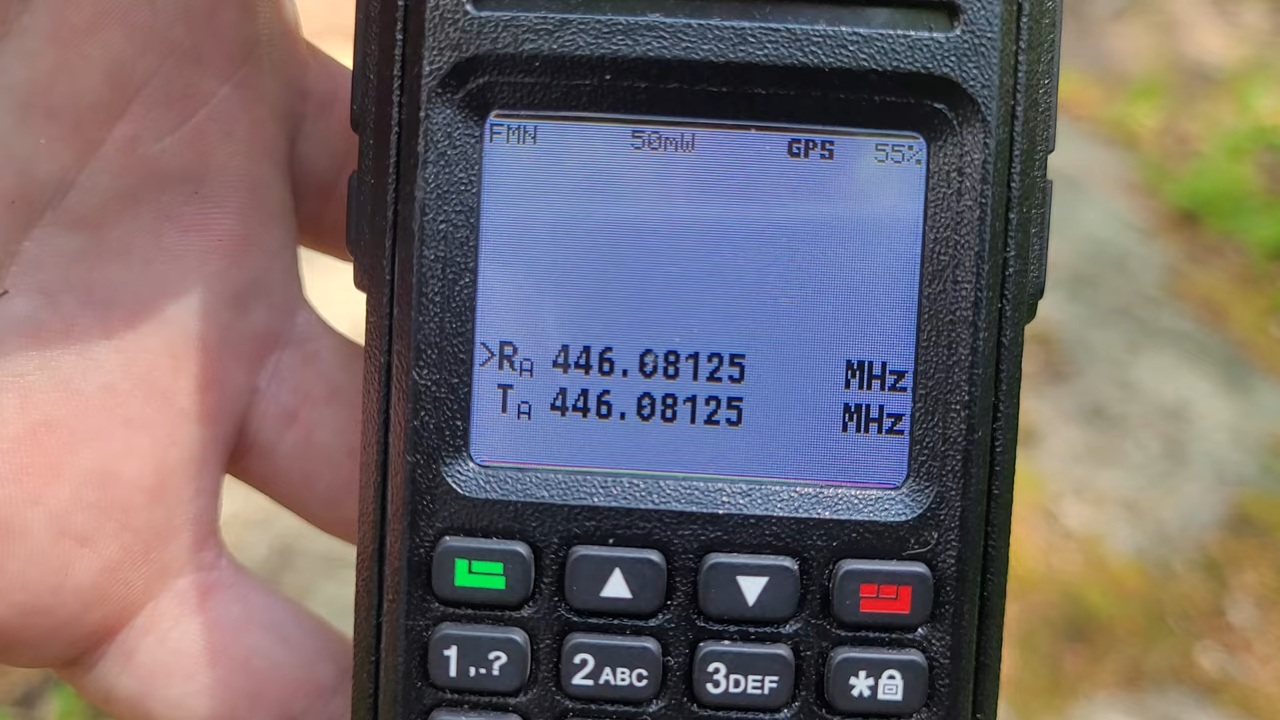 FMN 50mW GPS 55%
>RA 446.08125 MHz
TA 446.08125 MHz
1,.? 2ABC 3DEF *